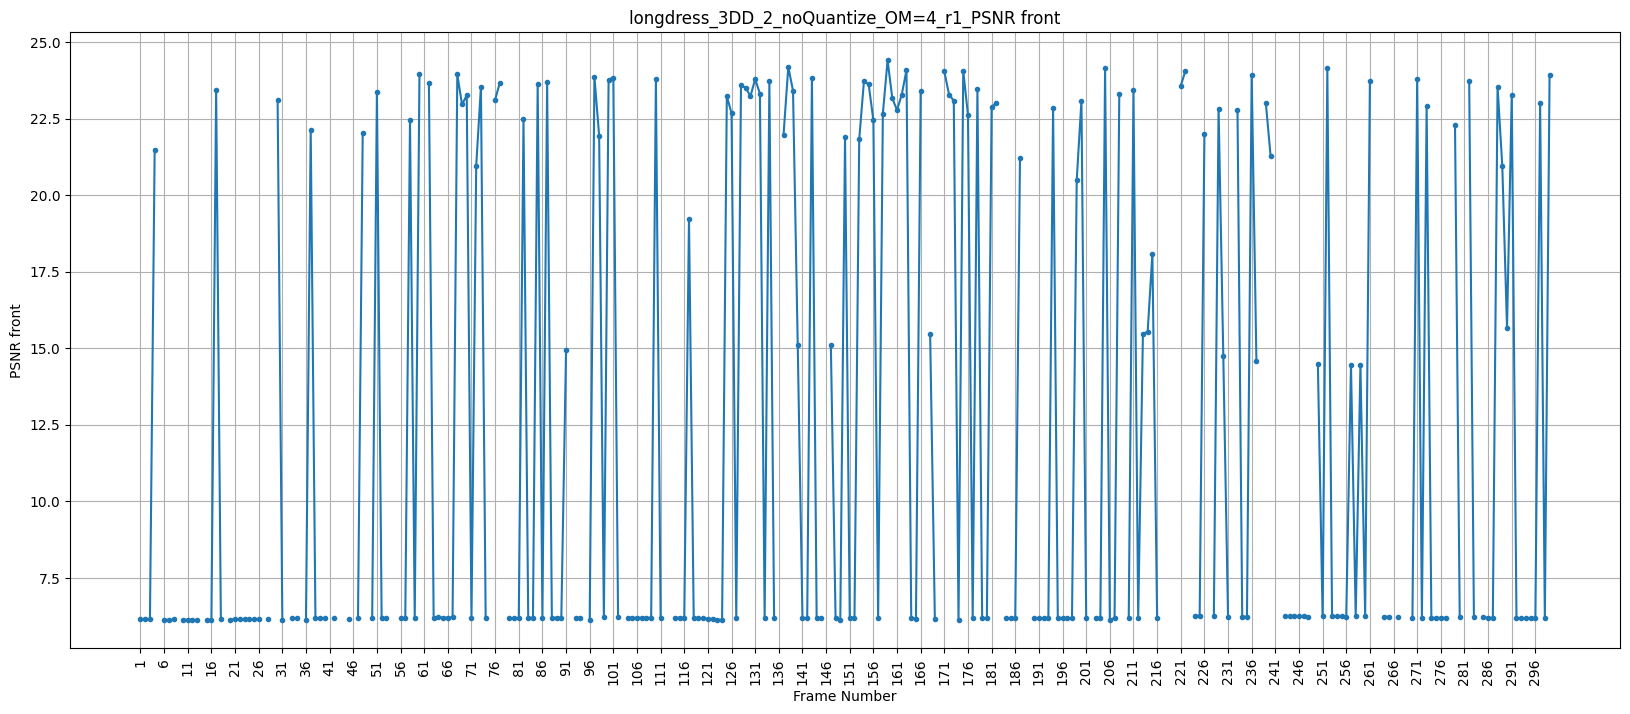 longdress_3DD_2_noQuantize_OM=4_r1_PSNR front
25.0
22.5
20.0
17.5
15.0
12.5
10.0
7.5
PSNR front
1 6 11 16 21 26 31 36 41 46 51 56 61 66 71 76 81 86 91 96 101 106 111 116 121 126 131 136 141 146 151 156 161 166 171 176 181 186 191 196 201 206 211 216 221 226 231 236 241 246 251 256 261 266 271 276 281 286 291 296
Frame Number